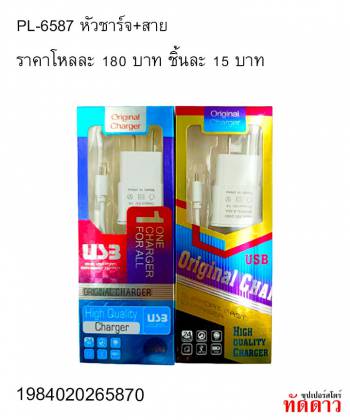 PL-6587 หัวชาร์จ+สาย
ราคาโหลละ 180 บาท ชิ้นละ 15 บาท
Original
Charger
Original
Charger
USB
1 ONE
CHARGER
FOR ALL
ORIGINAL CHARGER
High Quality
Charger
USB
USB
Original CHA
HIGH
QUALITY
CHARGER
1984020265870
ซุปเปอร์สโตร์
ทัดดาว